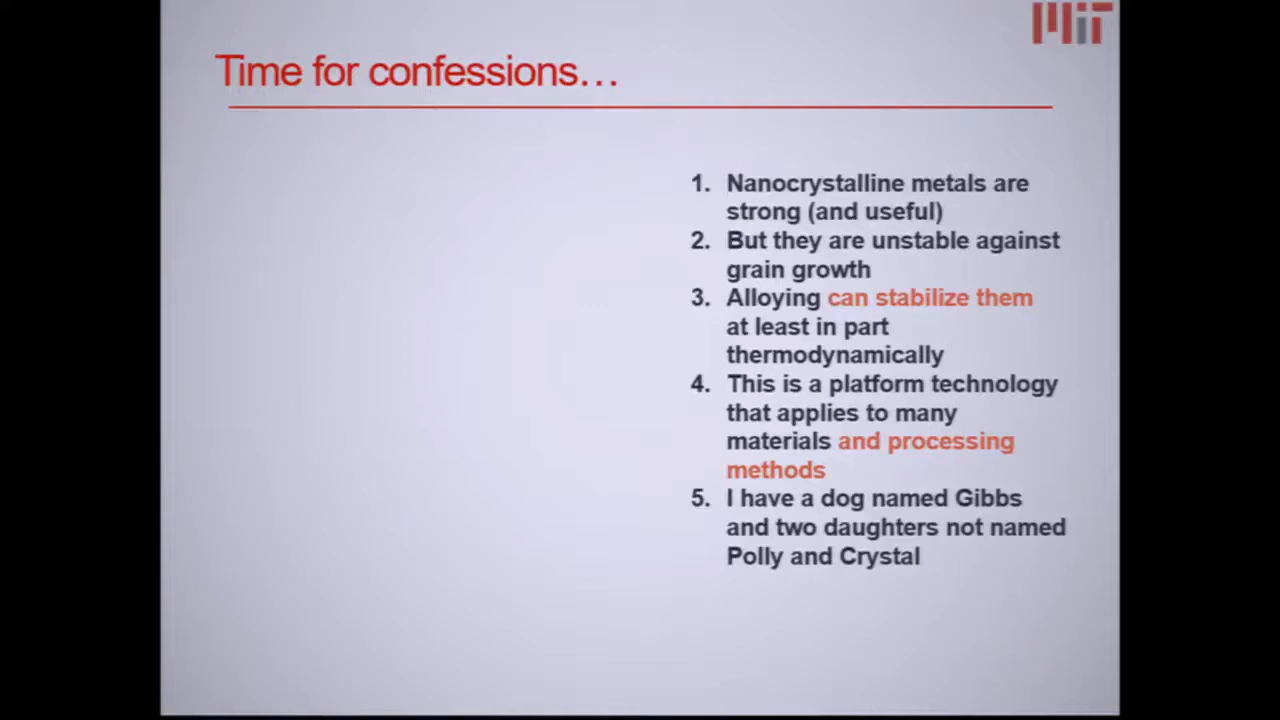 MIT
Time for confessions…
1. Nanocrystalline metals are
strong (and useful)
2. But they are unstable against
grain growth
3. Alloying can stabilize them
at least in part
thermodynamically
4. This is a platform technology
that applies to many
materials and processing
methods
5. I have a dog named Gibbs
and two daughters not named
Polly and Crystal